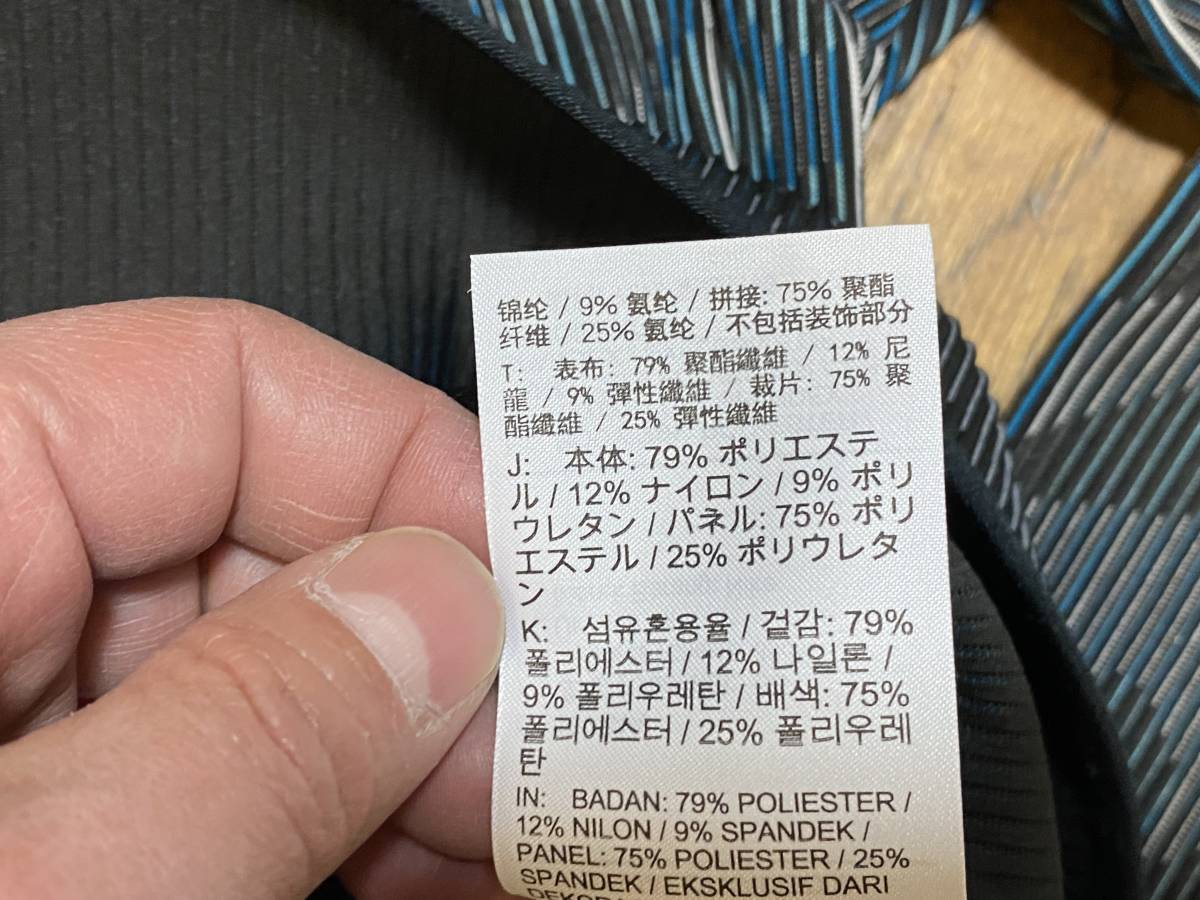 锦纶 / 9% 氨纶 / 拼接: 75% 聚酯
纤维 / 25% 氨纶 / 不包括装饰部分
T: 表布: 79% 聚酯纖維 / 12% 尼
龍 / 9% 彈性纖維 / 裁片: 75% 聚
酯纖維 / 25% 彈性纖維
J: 本体: 79% ポリエステ
ル / 12% ナイロン / 9% ポリ
ウレタン / パネル: 75% ポリ
エステル / 25% ポリウレタ
ン
K: 섬유혼용율 / 겉감: 79%
폴리에스터 / 12% 나일론 /
9% 폴리우레탄 / 배색: 75%
폴리에스터 / 25% 폴리우레
탄
IN: BADAN: 79% POLIESTER /
12% NILON / 9% SPANDEK /
PANEL: 75% POLIESTER / 25%
SPANDEK / EKSKLUSIF DARI